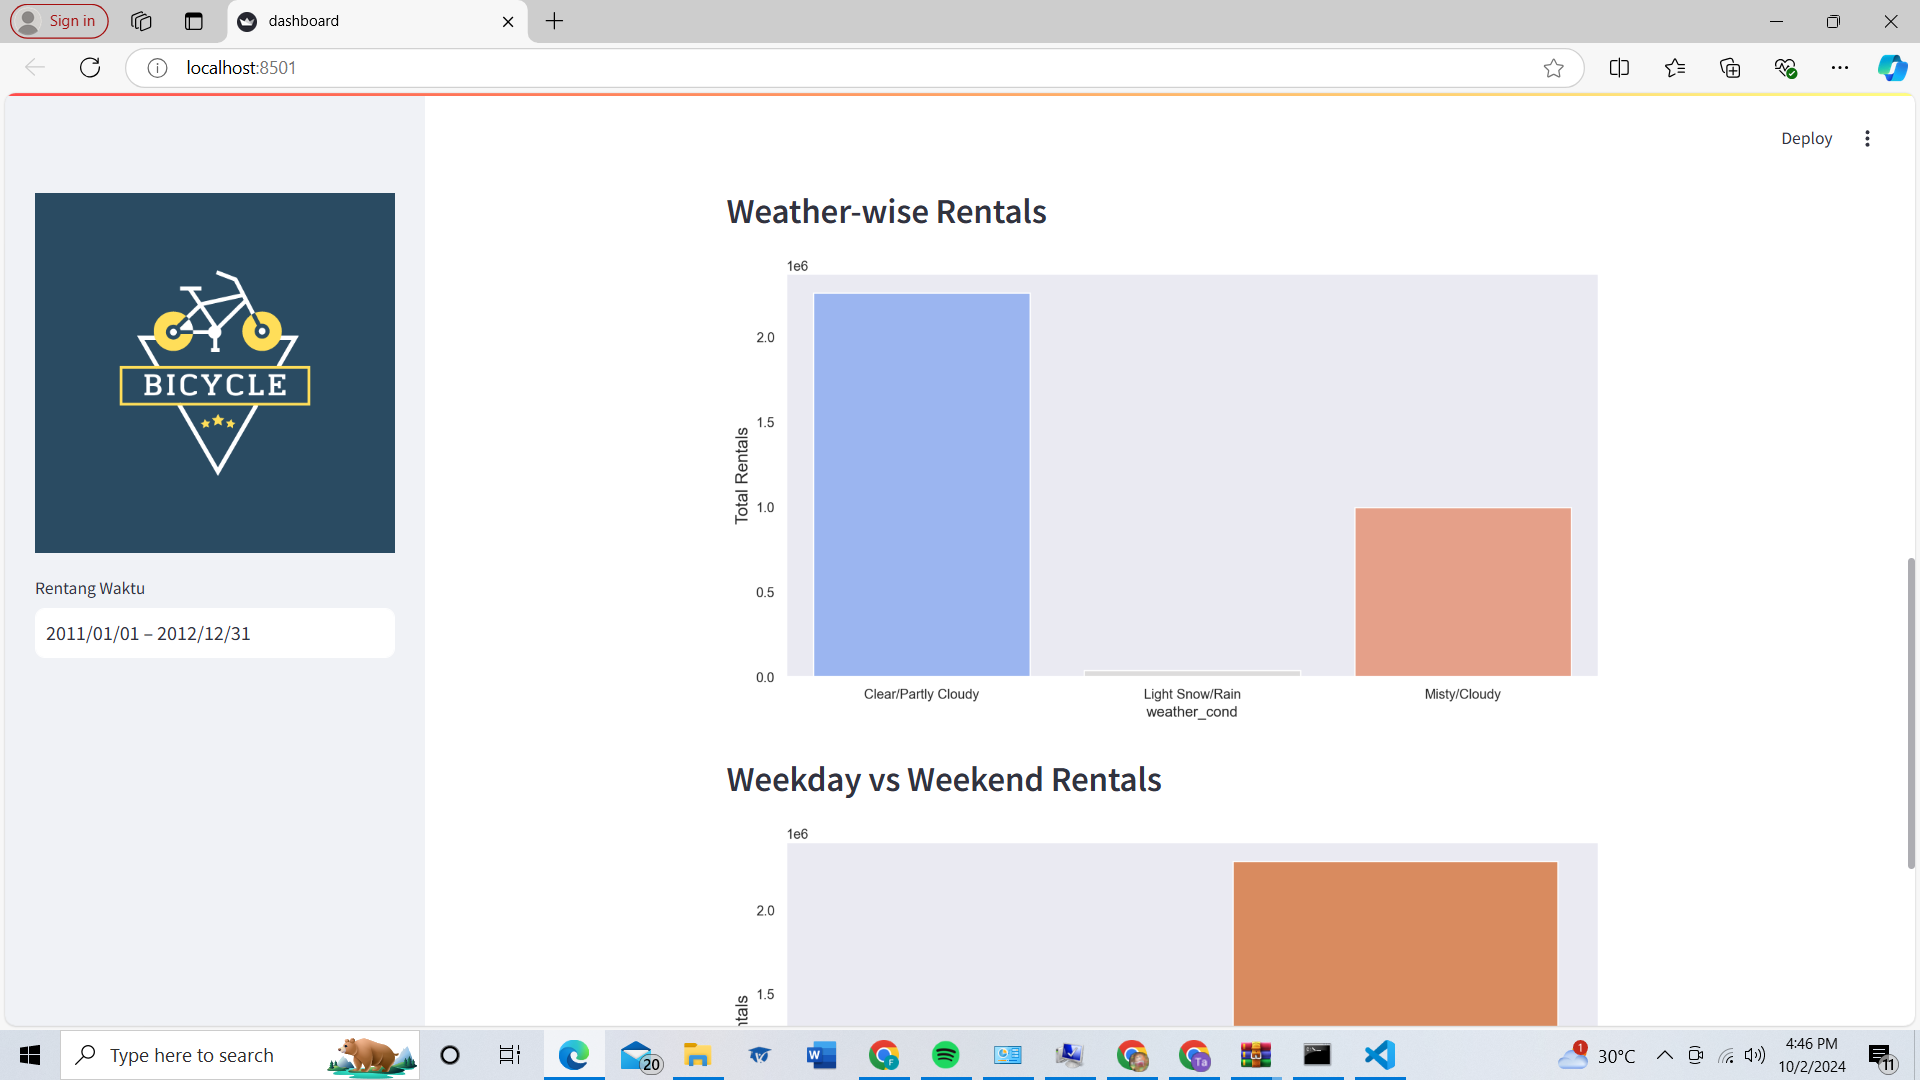 Sign in
dashboard
localhost:8501
Deploy
BICYCLE
Rentang Waktu
2011/01/01 – 2012/12/31
Weather-wise Rentals
1e6
2.0
1.5
1.0
0.5
0.0
Total Rentals
Clear/Partly Cloudy
Light Snow/Rain
Misty/Cloudy
weather_cond
Weekday vs Weekend Rentals
1e6
2.0
1.5
ntals
Type here to search
20
W
F
Ta
1
30°C
4:46 PM
10/2/2024
11